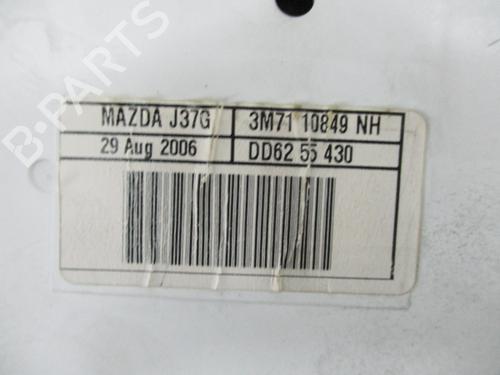 B-PARTS
MAZDA J37G 3M71 10849 NH
29 Aug 2006 DD62 55 430